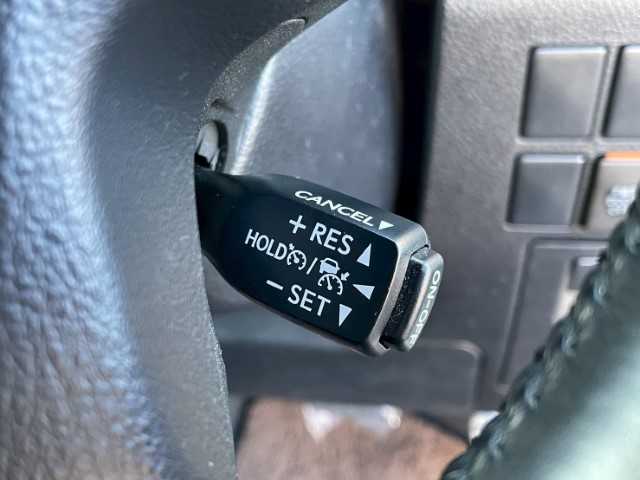 CANCEL▼
+ RES ▲
HOLD /
− SET ▼
ON-OFF